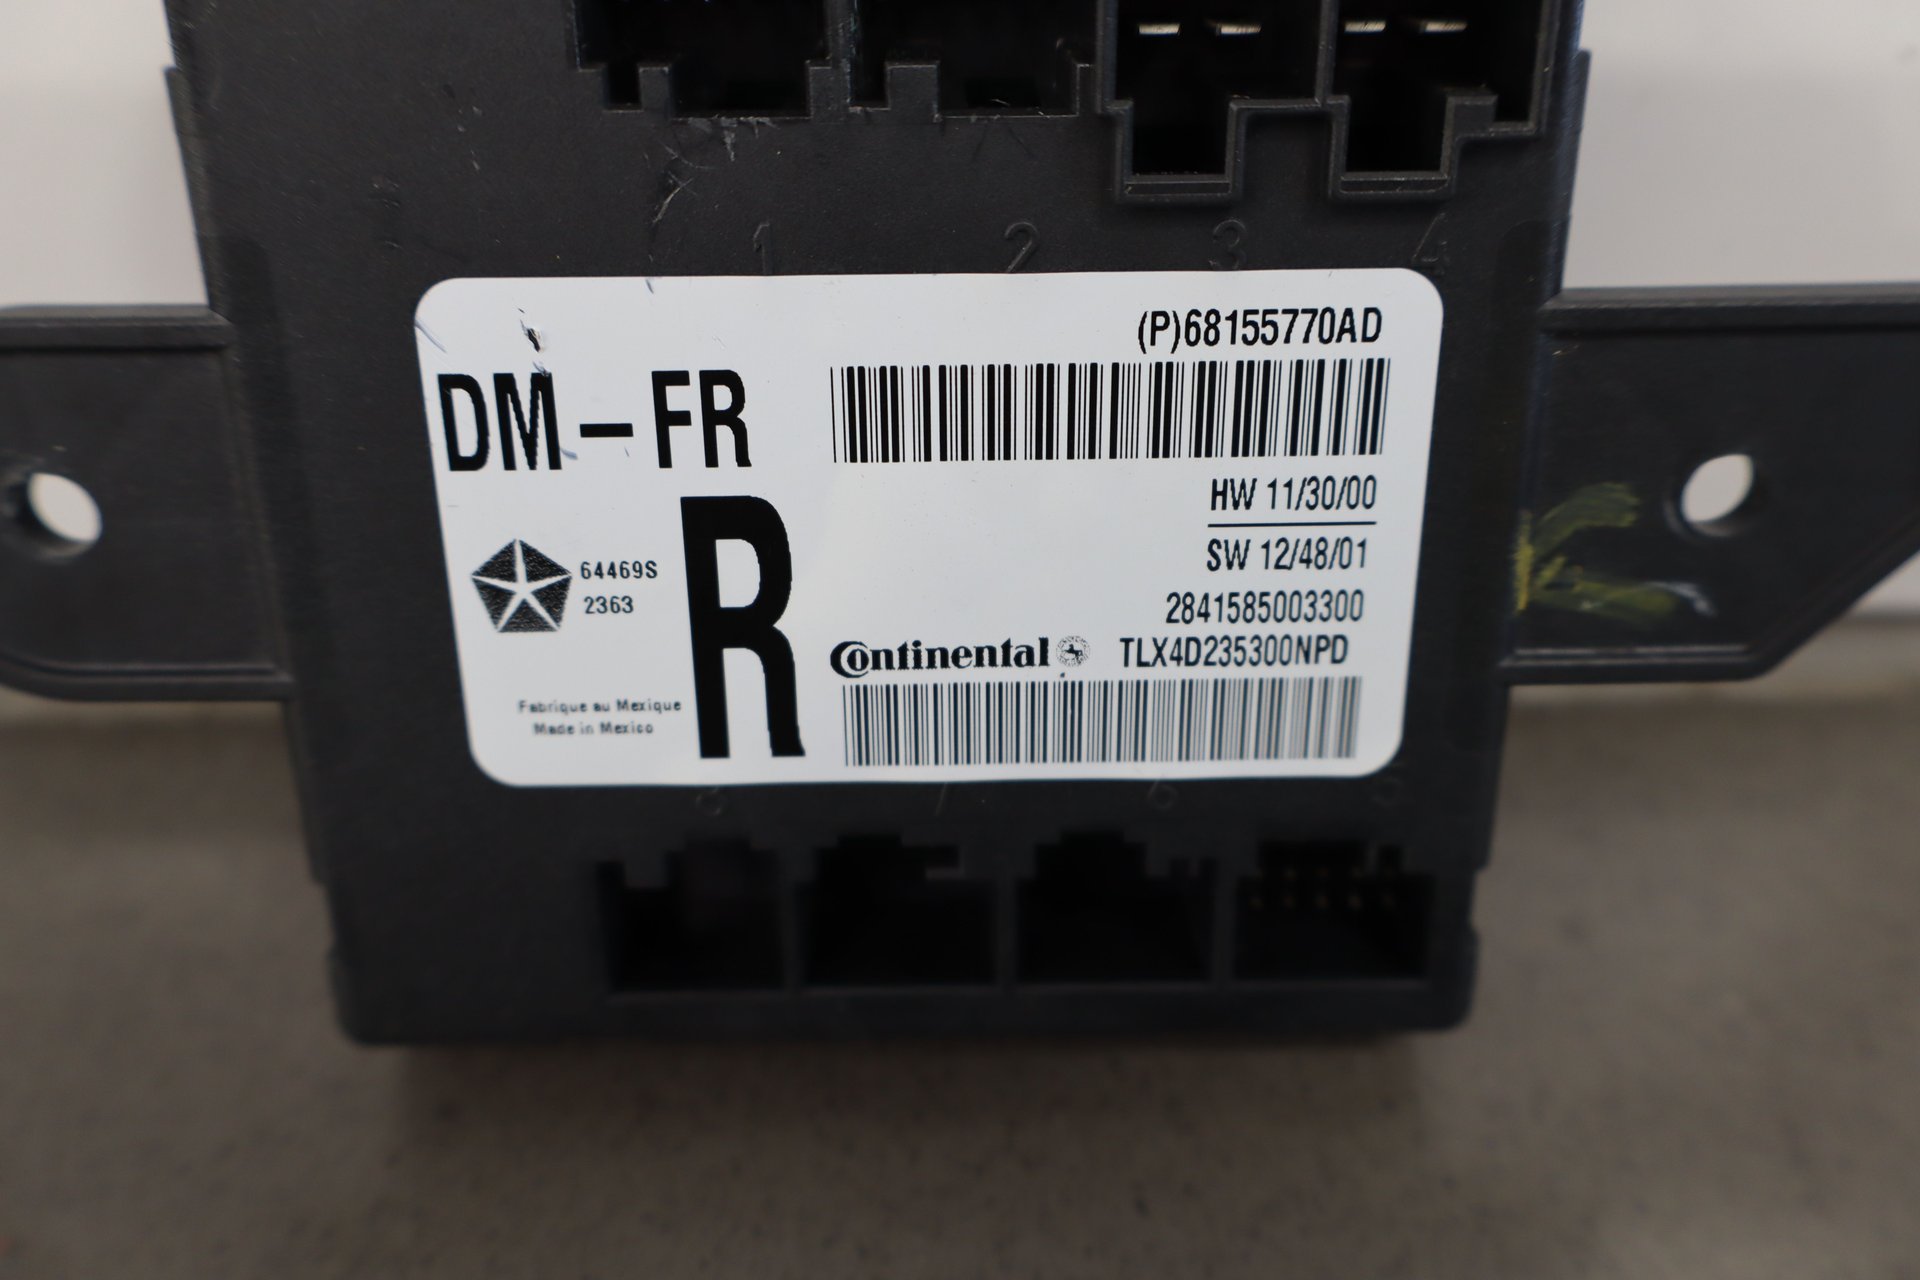 1 2 3 4
(P)68155770AD
DM-FR
HW 11/30/00
SW 12/48/01
64469S
2363
R
2841585003300
Continental TLX4D235300NPD
Fabrique au Mexique
Made in Mexico